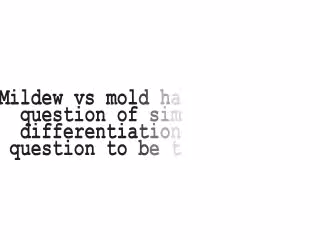 Mildew vs mold
question of
differentiation
question to be